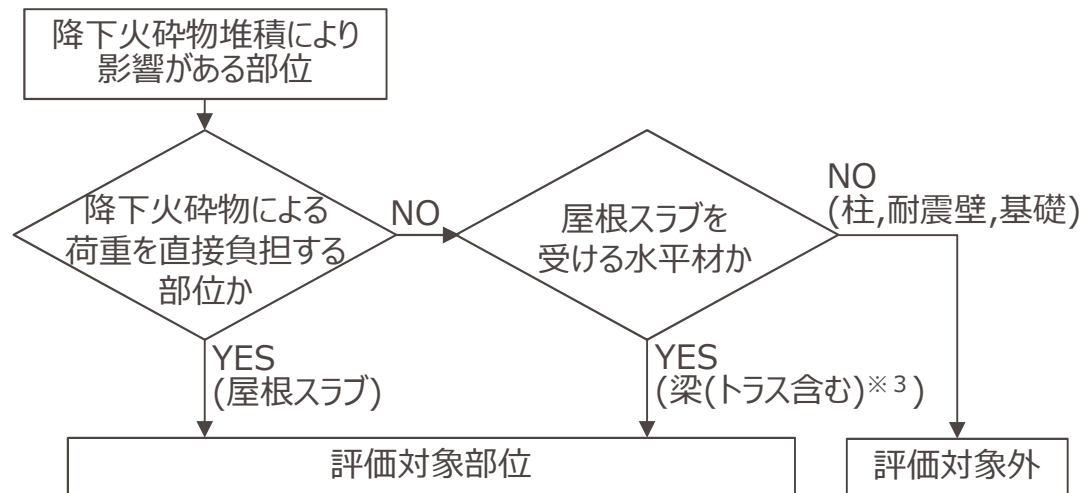 降下火砕物堆積により
影響がある部位
降下火砕物による
荷重を直接負担する
部位か
NO
屋根スラブを
受ける水平材か
NO
(柱,耐震壁,基礎)
YES
(屋根スラブ)
YES
(梁(トラス含む)※3)
評価対象部位
評価対象外